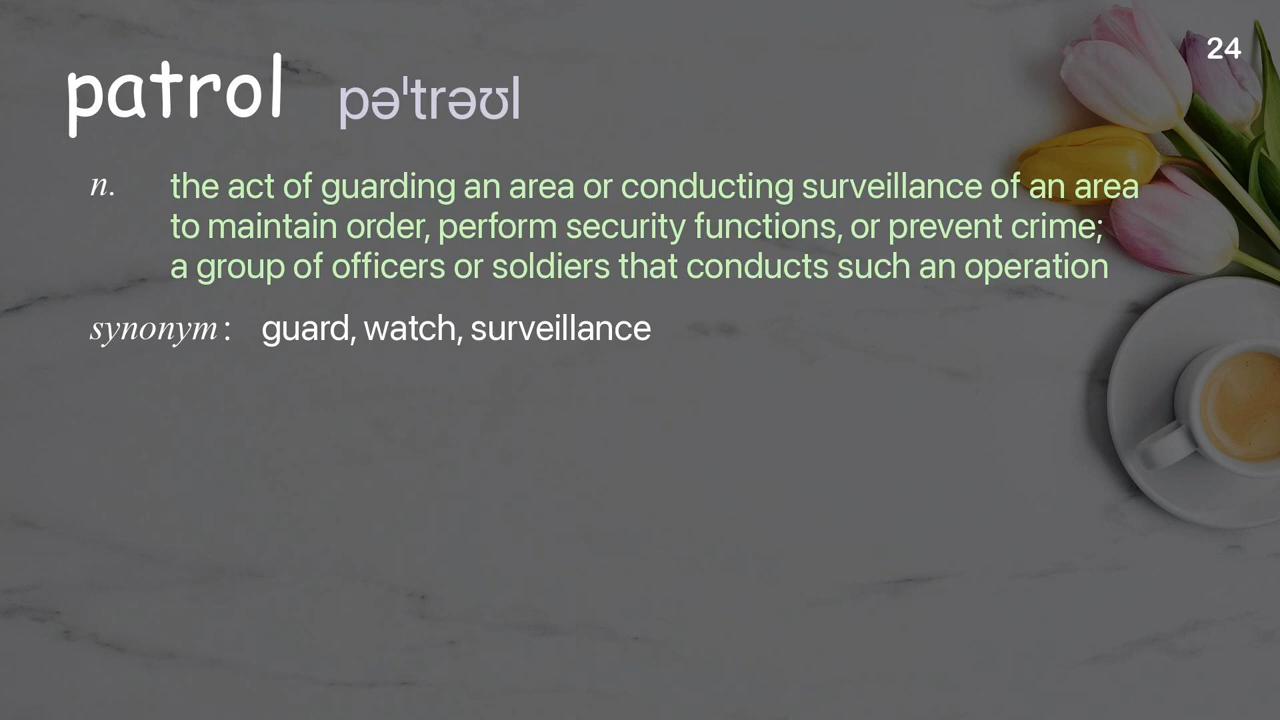 24
patrol pəˈtrəʊl
n. the act of guarding an area or conducting surveillance of an area
to maintain order, perform security functions, or prevent crime;
a group of officers or soldiers that conducts such an operation
synonym: guard, watch, surveillance